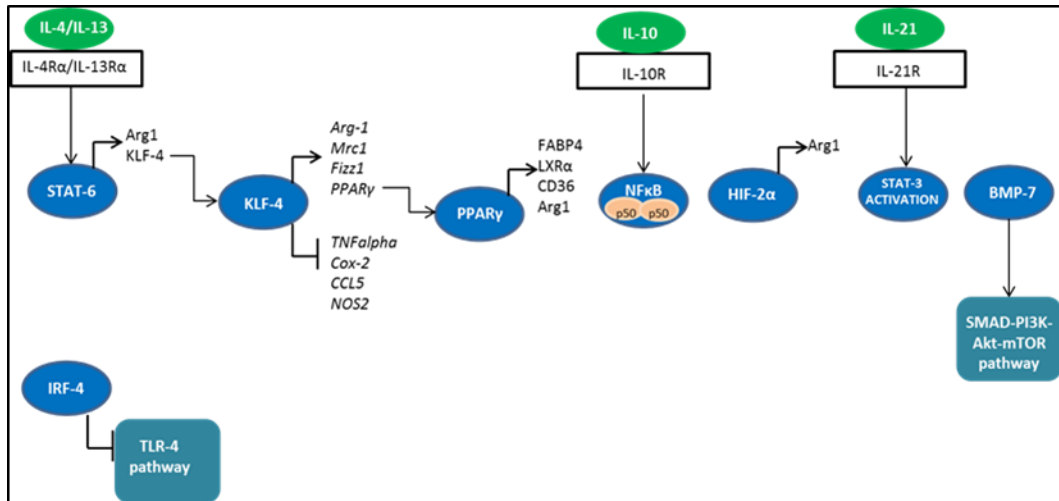 IL-4/IL-13
IL-4Rα/IL-13Rα
STAT-6
Arg1
KLF-4
KLF-4
Arg-1
Mrc1
Fizz1
PPARγ
TNFalpha
Cox-2
CCL5
NOS2
PPARγ
FABP4
LXRα
CD36
Arg1
IL-10
IL-10R
NFκB
p50 p50
HIF-2α
Arg1
IL-21
IL-21R
STAT-3
ACTIVATION
BMP-7
SMAD-PI3K-
Akt-mTOR
pathway
IRF-4
TLR-4
pathway